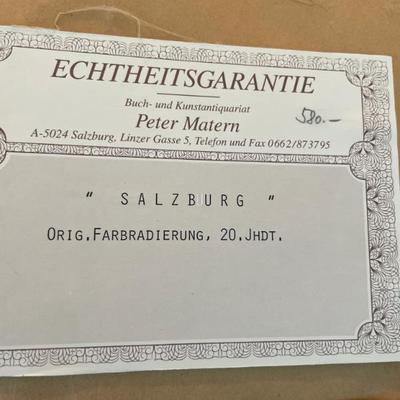 ECHTHEITSGARANTIE
Buch- und Kunstantiquariat
580.-
Peter Matern
A-5024 Salzburg, Linzer Gasse 5, Telefon und Fax 0662/873795
" SALZBURG "
ORIG.FARBRADIERUNG, 20.JHDT.